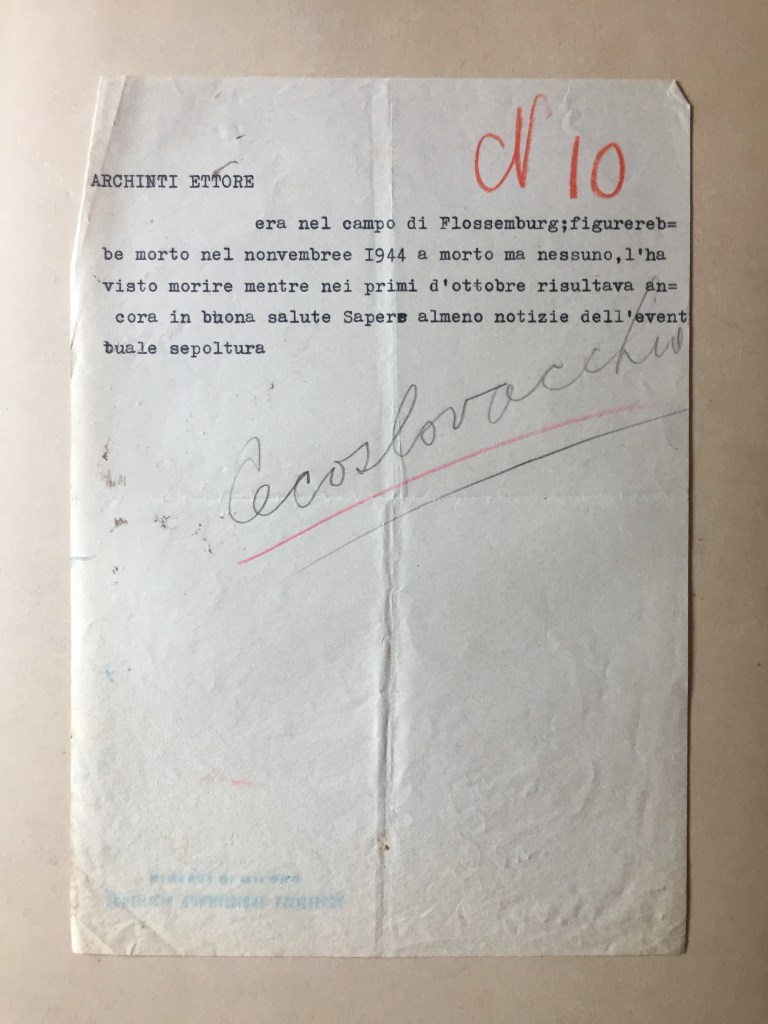 N 10
ARCHINTI ETTORE
era nel campo di Flossemburg;figurereb=
be morto nel nonvembree I944 a morto ma nessuno,l'ha
visto morire mentre nei primi d'ottobre risultava an=
cora in buona salute Sapere almeno notizie dell'event
tuale sepoltura
Cecoslovacchia